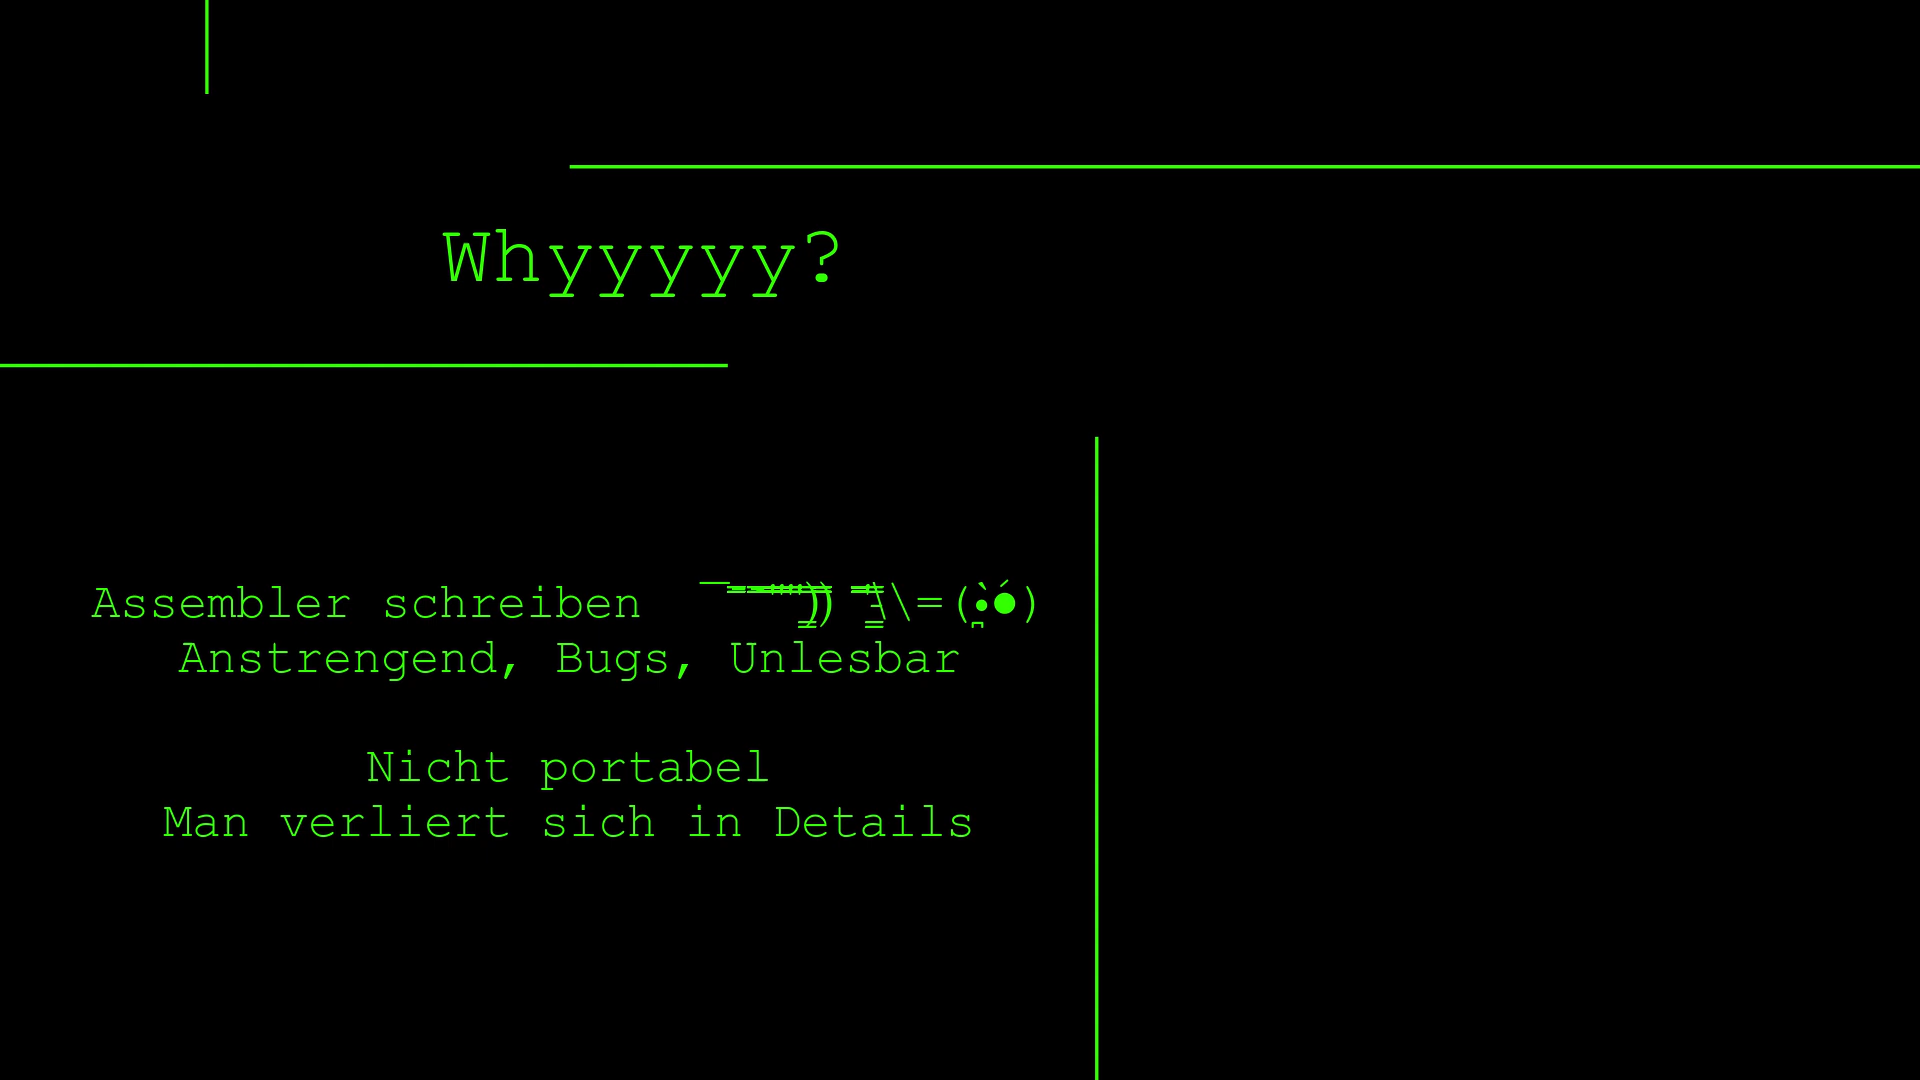 Whyyyyy?
Assembler schreiben \\=(•̀●́)
Anstrengend, Bugs, Unlesbar
Nicht portabel
Man verliert sich in Details